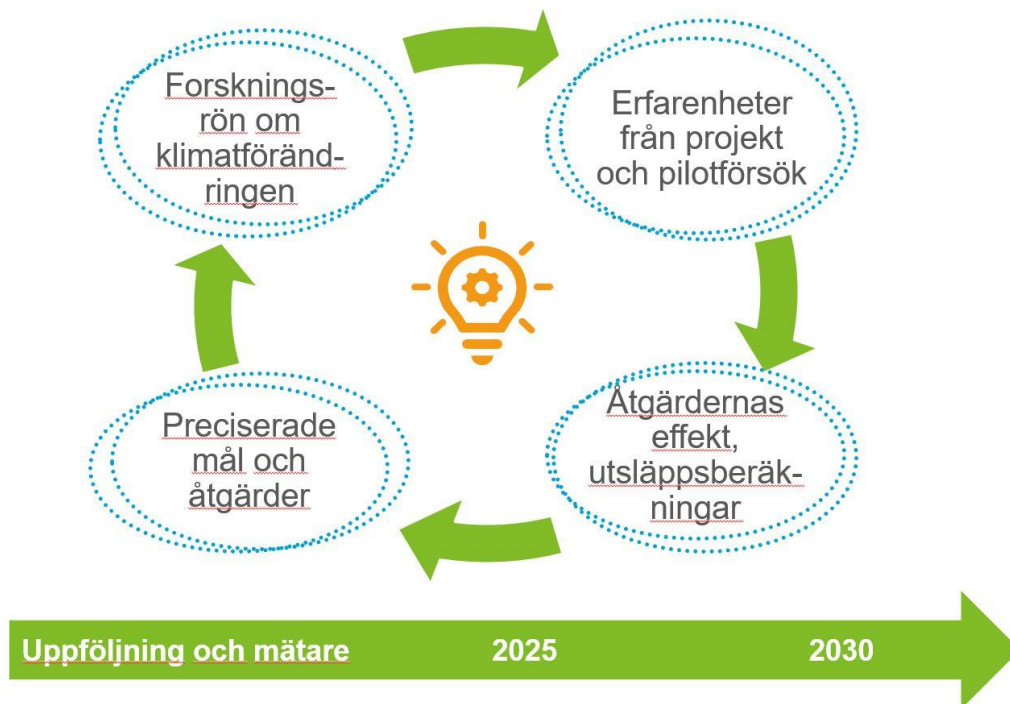 Forsknings-
rön om
klimatföränd-
ringen
Erfarenheter
från projekt
och pilotförsök
Åtgärdernas
effekt,
utsläppsberäk-
ningar
Preciserade
mål och
åtgärder
Uppföljning och mätare 2025 2030